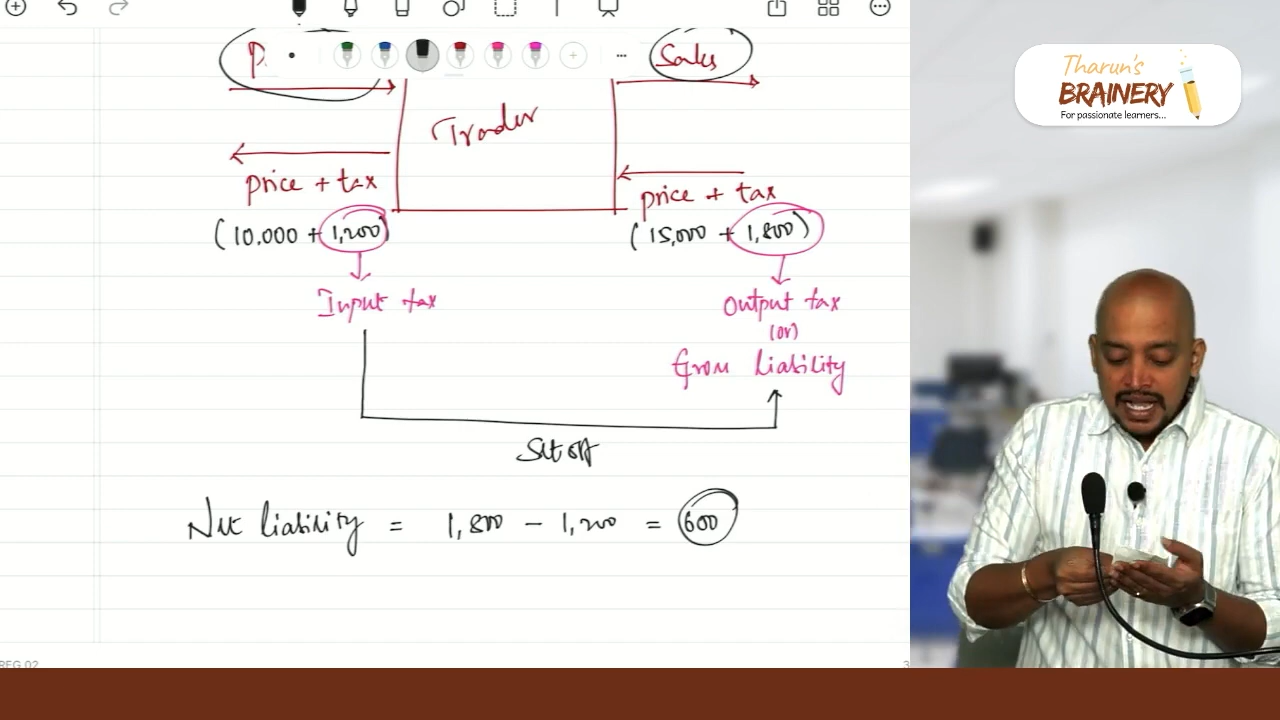 Sales
Trader
price + tax
price + tax
(10,000 + 1,200)
(15,000 + 1,800)
Input tax
Output tax
(or)
Gross liability
Set off
Net liability = 1,800 - 1,200 = 600
3
Tharun's
BRAINERY
For passionate learners...